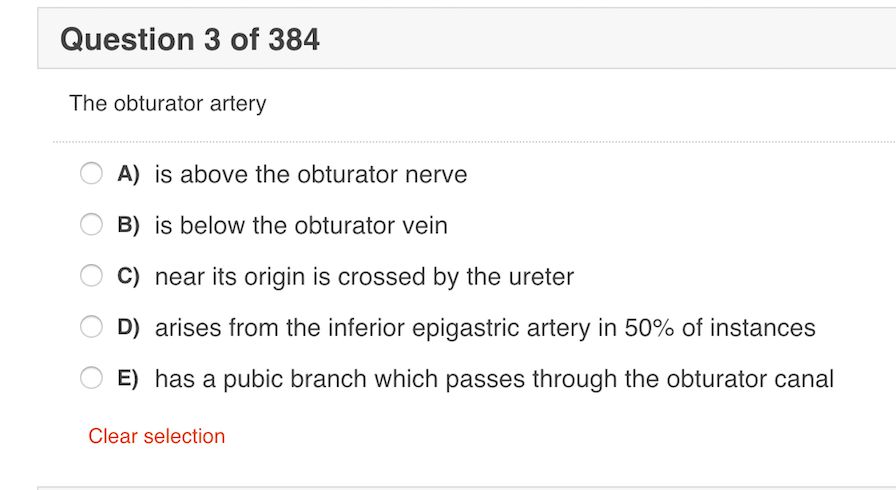 Question 3 of 384
The obturator artery
A) is above the obturator nerve
B) is below the obturator vein
C) near its origin is crossed by the ureter
D) arises from the inferior epigastric artery in 50% of instances
E) has a pubic branch which passes through the obturator canal
Clear selection